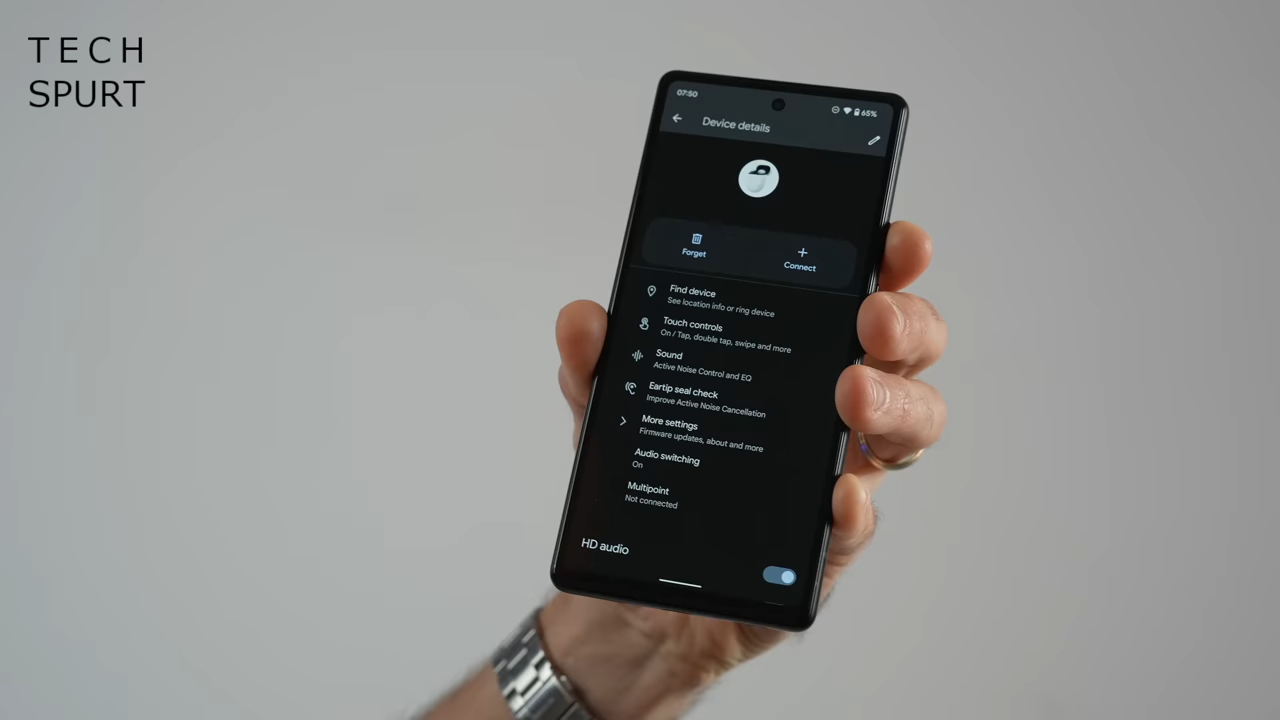 TECH
SPURT
07:50
65%
Device details
Forget
Connect
Find device
See location info or ring device
Touch controls
On / Tap, double tap, swipe and more
Sound
Active Noise Control and EQ
Eartip seal check
Improve Active Noise Cancellation
More settings
Firmware updates, about and more
Audio switching
On
Multipoint
Not connected
HD audio